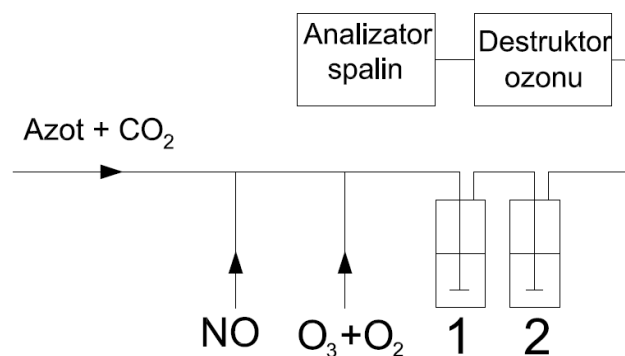 Analizator
spalin
Destruktor
ozonu
Azot + CO₂
NO
O₃+O₂
1
2